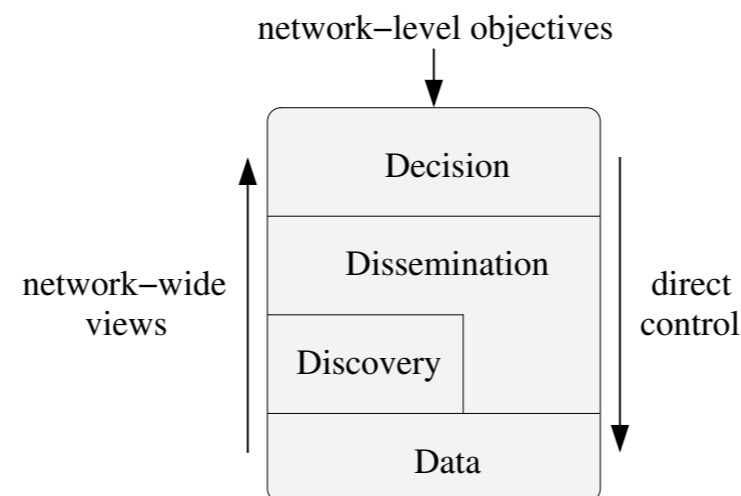 network−level objectives
Decision
Dissemination
network−wide
views
direct
control
Discovery
Data